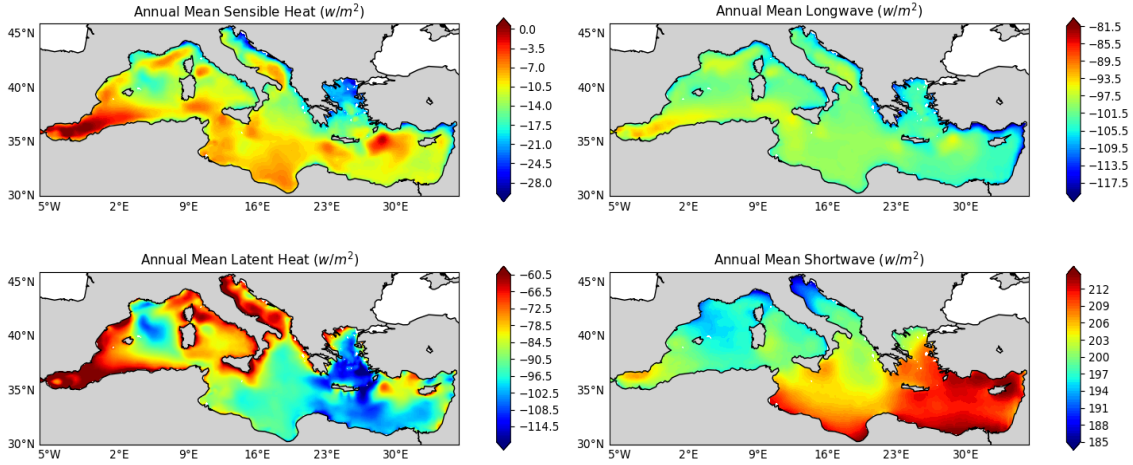 Annual Mean Sensible Heat (w/m²)
45°N
40°N
35°N
30°N
5°W 2°E 9°E 16°E 23°E 30°E
0.0
−3.5
−7.0
−10.5
−14.0
−17.5
−21.0
−24.5
−28.0
Annual Mean Longwave (w/m²)
45°N
40°N
35°N
30°N
5°W 2°E 9°E 16°E 23°E 30°E
−81.5
−85.5
−89.5
−93.5
−97.5
−101.5
−105.5
−109.5
−113.5
−117.5
Annual Mean Latent Heat (w/m²)
45°N
40°N
35°N
30°N
5°W 2°E 9°E 16°E 23°E 30°E
−60.5
−66.5
−72.5
−78.5
−84.5
−90.5
−96.5
−102.5
−108.5
−114.5
Annual Mean Shortwave (w/m²)
45°N
40°N
35°N
30°N
5°W 2°E 9°E 16°E 23°E 30°E
212
209
206
203
200
197
194
191
188
185